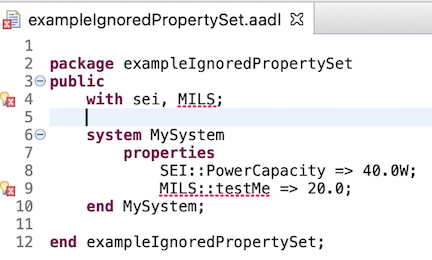 exampleIgnoredPropertySet.aadl
1
2 package exampleIgnoredPropertySet
3 public
4 with sei, MILS;
5
6 system MySystem
7 properties
8 SEI::PowerCapacity => 40.0W;
9 MILS::testMe => 20.0;
10 end MySystem;
11
12 end exampleIgnoredPropertySet;